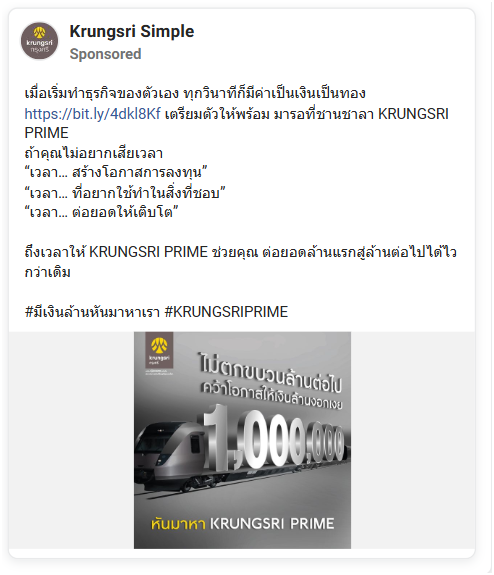 Krungsri Simple
Sponsored
เมื่อเริ่มทำธุรกิจของตัวเอง ทุกวินาทีก็มีค่าเป็นเงินเป็นทอง
https://bit.ly/4dkl8Kf เตรียมตัวให้พร้อม มารอที่ชานชาลา KRUNGSRI
PRIME
ถ้าคุณไม่อยากเสียเวลา
“เวลา... สร้างโอกาสการลงทุน”
“เวลา... ที่อยากใช้ทำในสิ่งที่ชอบ”
“เวลา... ต่อยอดให้เติบโต”
ถึงเวลาให้ KRUNGSRI PRIME ช่วยคุณ ต่อยอดล้านแรกสู่ล้านต่อไปได้ไว
กว่าเดิม
#มีเงินล้านหันมาหาเรา #KRUNGSRIPRIME
krungsri
กรุงศรี
ไม่ตกขบวนล้านต่อไป
คว้าโอกาสให้เงินล้านงอกเงย
1,000,000
หันมาหา KRUNGSRI PRIME